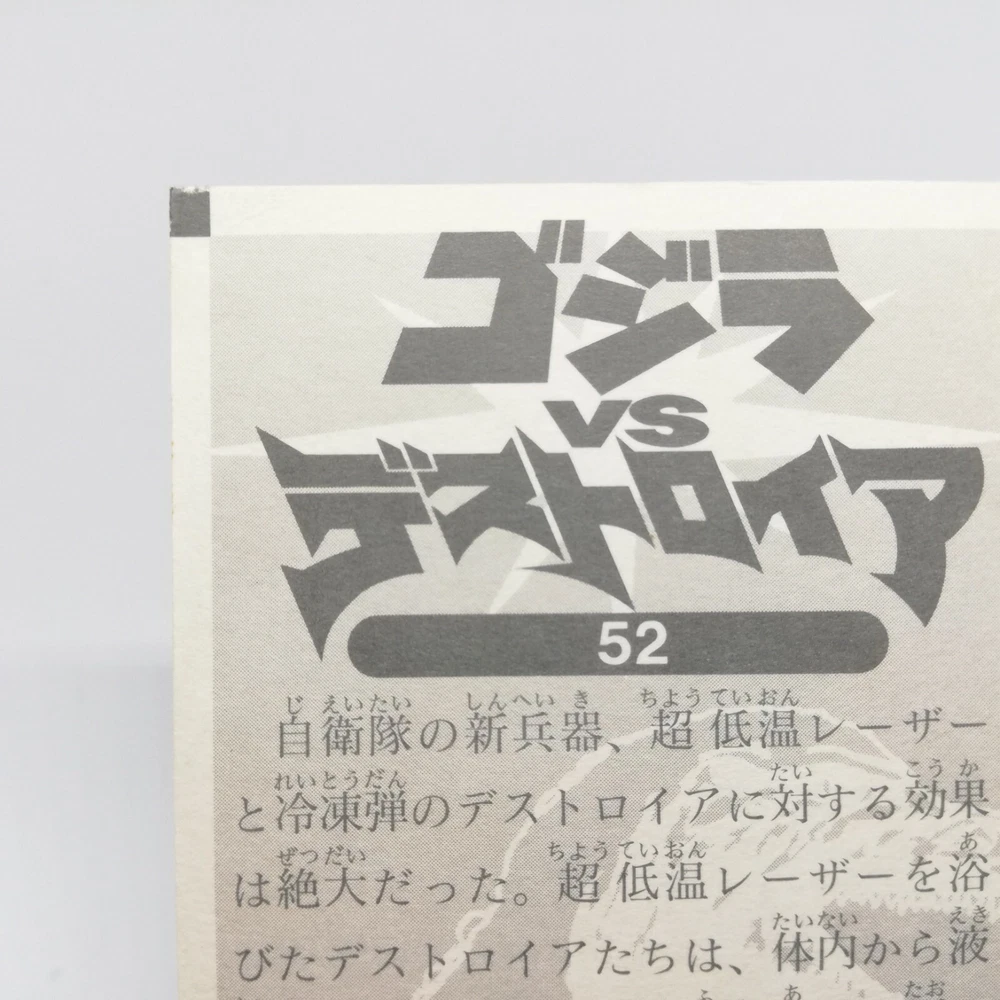 ゴジラ
VS
デストロイア
52
自衛隊の新兵器、超低温レーザー
と冷凍弾のデストロイアに対する効果
は絶大だった。超低温レーザーを浴
びたデストロイアたちは、体内から液